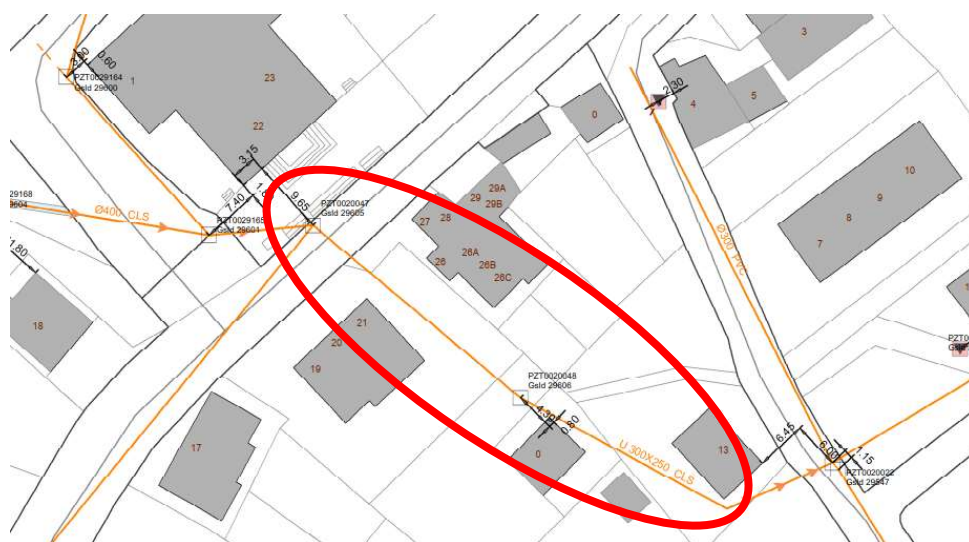 0.60
PZT0029164
Gsld 29600
1
23
22
3
2.30
4
5
0
10
9
8
7
3.15
7.40
9.65
29168
29604
Ø400 CLS
PZT0029165
Gsld 29601
PZT0020047
Gsld 29605
29A
29
29B
27
28
26A
26
26B
26C
Ø300 PVC
1.80
18
21
20
19
PZT0020048
Gsld 29606
4.30
0.80
0
U 300X250 CLS
13
6.45
6.00
1.15
PZT0020022
Gsld 29547
17